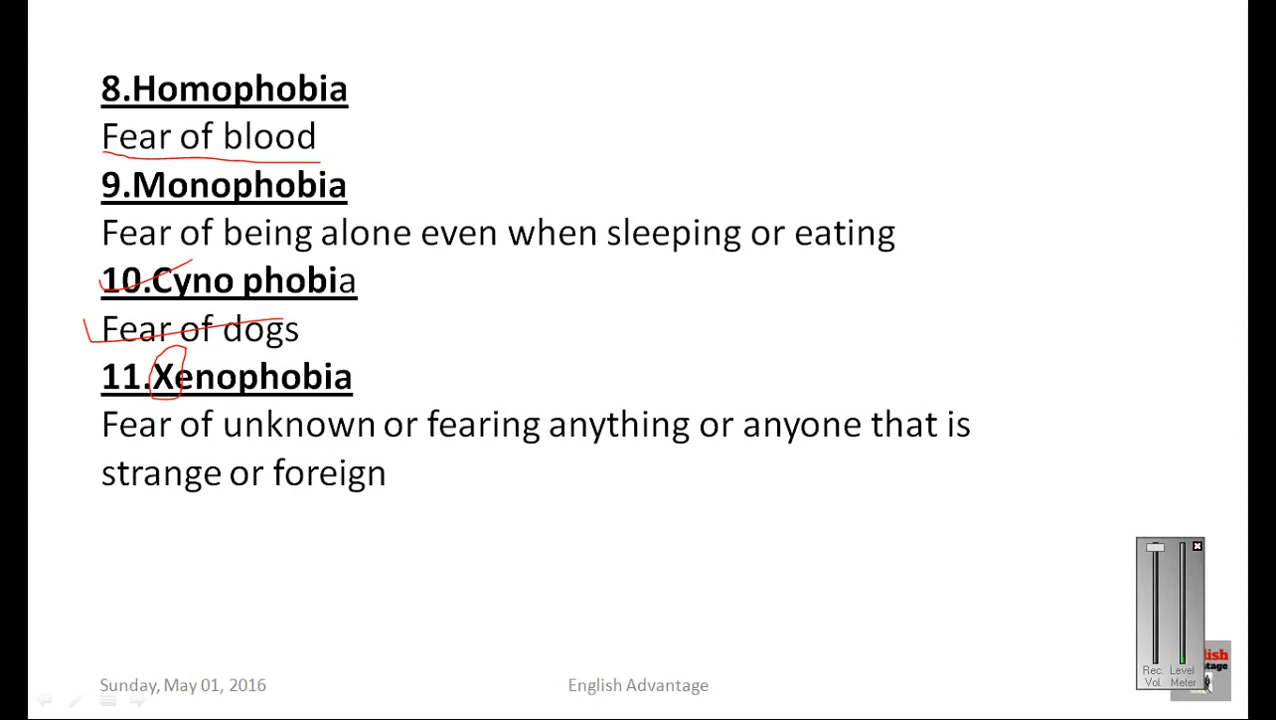 8.Homophobia
Fear of blood
9.Monophobia
Fear of being alone even when sleeping or eating
10.Cyno phobia
Fear of dogs
11.Xenophobia
Fear of unknown or fearing anything or anyone that is
strange or foreign
Rec. Level
Vol. Meter
Sunday, May 01, 2016
English Advantage